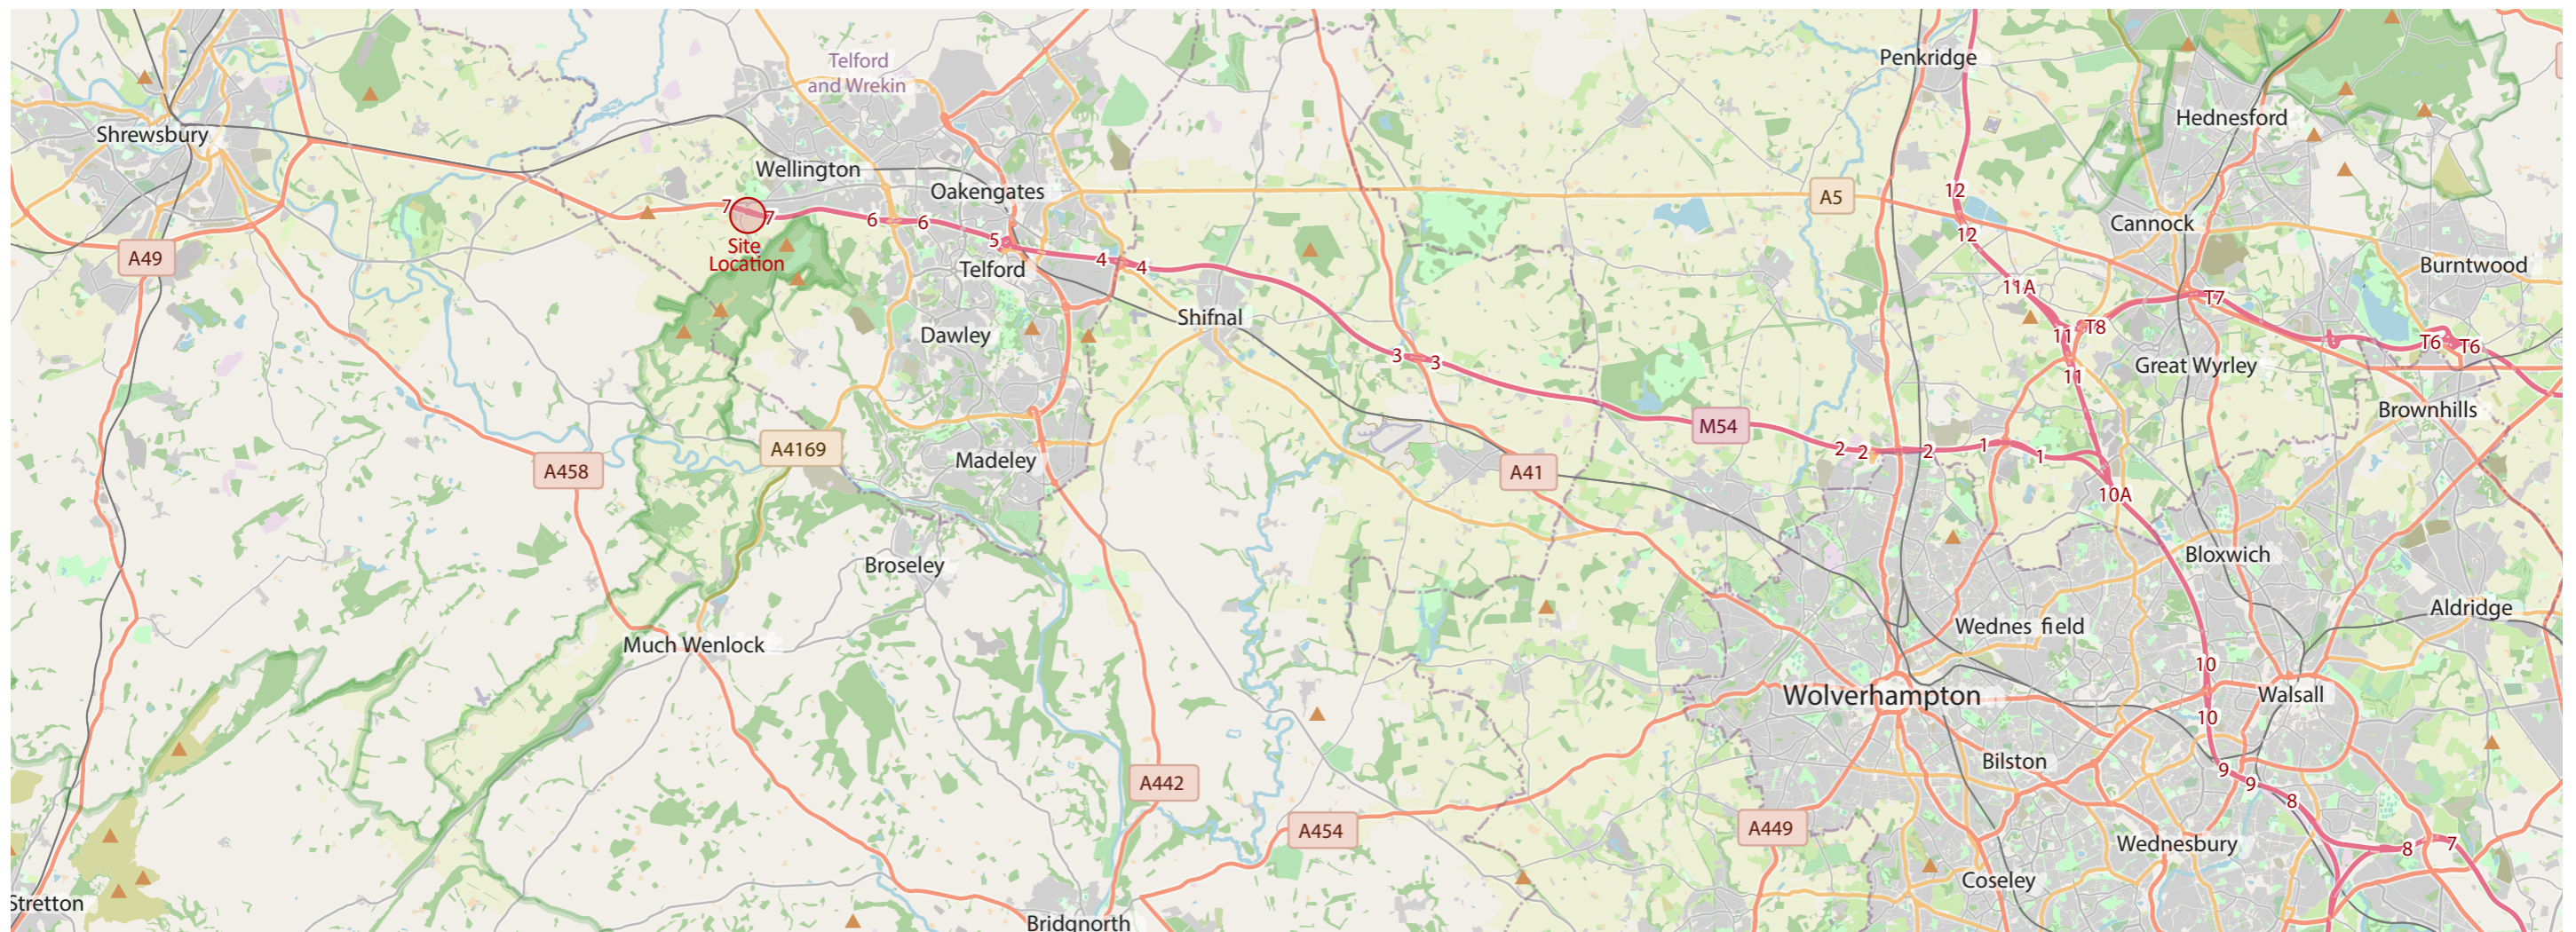 Penkridge
Telford
and Wrekin
Hednesford
Shrewsbury
Wellington
Oakengates
12
A5
7
7
6
6
Cannock
12
5
Site
Location
A49
4
4
Telford
Burntwood
11A
T7
Shifnal
T8
11
Dawley
T6
T6
3
3
Great Wyrley
11
Brownhills
M54
A4169
2
2
2
1
1
Madeley
A458
A41
10A
Bloxwich
Broseley
Aldridge
Wednes field
Much Wenlock
10
Wolverhampton
Walsall
10
Bilston
9
9
A442
8
A454
A449
Wednesbury
8
7
Coseley
Stretton
Bridgnorth